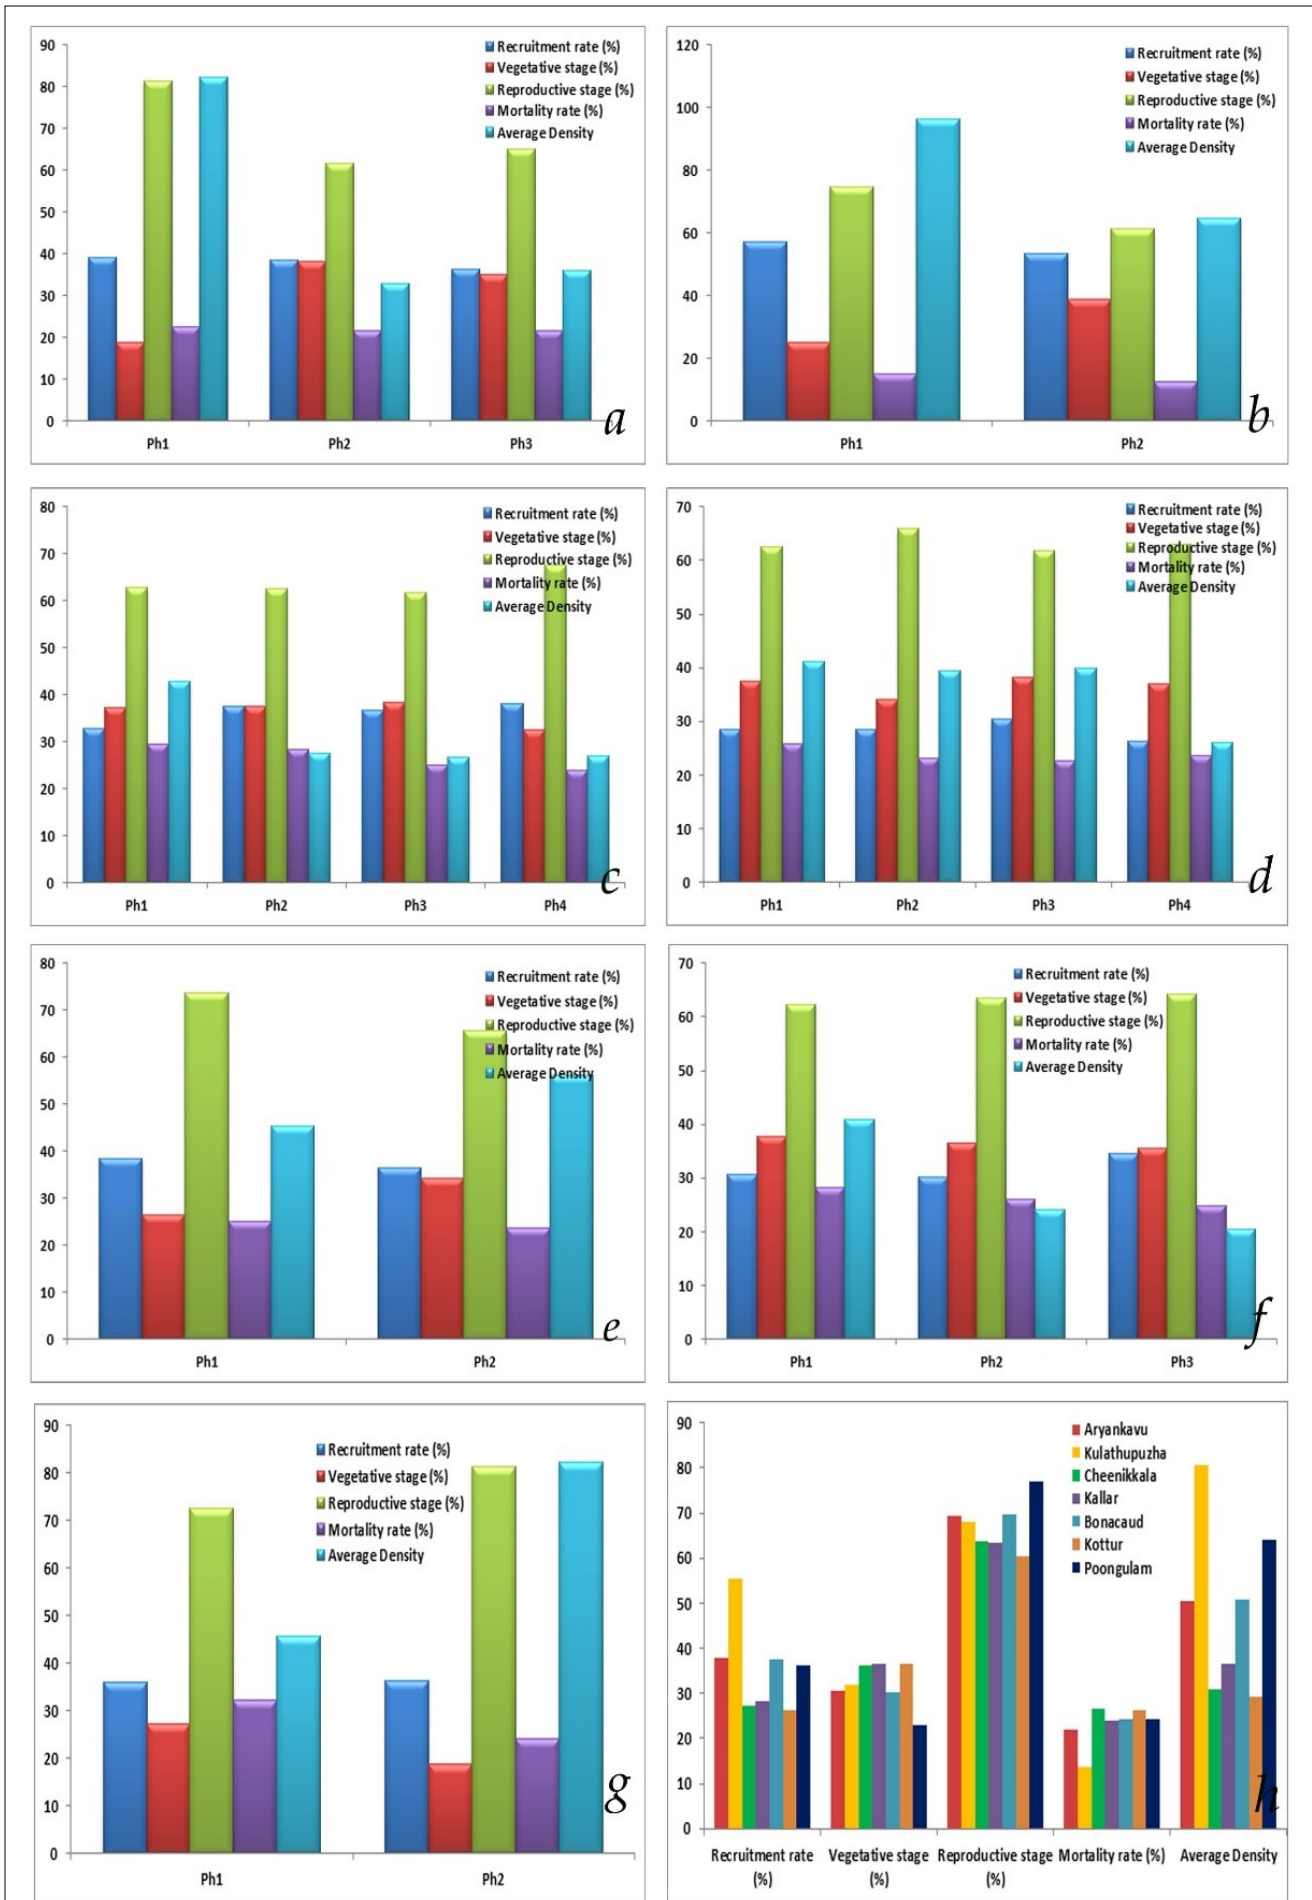 90
80
70
60
50
40
30
20
10
0
Recruitment rate (%)
Vegetative stage (%)
Reproductive stage (%)
Mortality rate (%)
Average Density
Ph1 Ph2 Ph3
a
120
100
80
60
40
20
0
Recruitment rate (%)
Vegetative stage (%)
Reproductive stage (%)
Mortality rate (%)
Average Density
Ph1 Ph2
b
80
70
60
50
40
30
20
10
0
Recruitment rate (%)
Vegetative stage (%)
Reproductive stage (%)
Mortality rate (%)
Average Density
Ph1 Ph2 Ph3 Ph4
c
70
60
50
40
30
20
10
0
Recruitment rate (%)
Vegetative stage (%)
Reproductive stage (%)
Mortality rate (%)
Average Density
Ph1 Ph2 Ph3 Ph4
d
80
70
60
50
40
30
20
10
0
Recruitment rate (%)
Vegetative stage (%)
Reproductive stage (%)
Mortality rate (%)
Average Density
Ph1 Ph2
e
70
60
50
40
30
20
10
0
Recruitment rate (%)
Vegetative stage (%)
Reproductive stage (%)
Mortality rate (%)
Average Density
Ph1 Ph2 Ph3
f
90
80
70
60
50
40
30
20
10
0
Recruitment rate (%)
Vegetative stage (%)
Reproductive stage (%)
Mortality rate (%)
Average Density
Ph1 Ph2
g
90
80
70
60
50
40
30
20
10
0
Aryankavu
Kulathupuzha
Cheenikkala
Kallar
Bonacaud
Kottur
Poongulam
Recruitment rate Vegetative stage Reproductive stage Mortality rate (%) Average Density
(%) (%) (%)
h